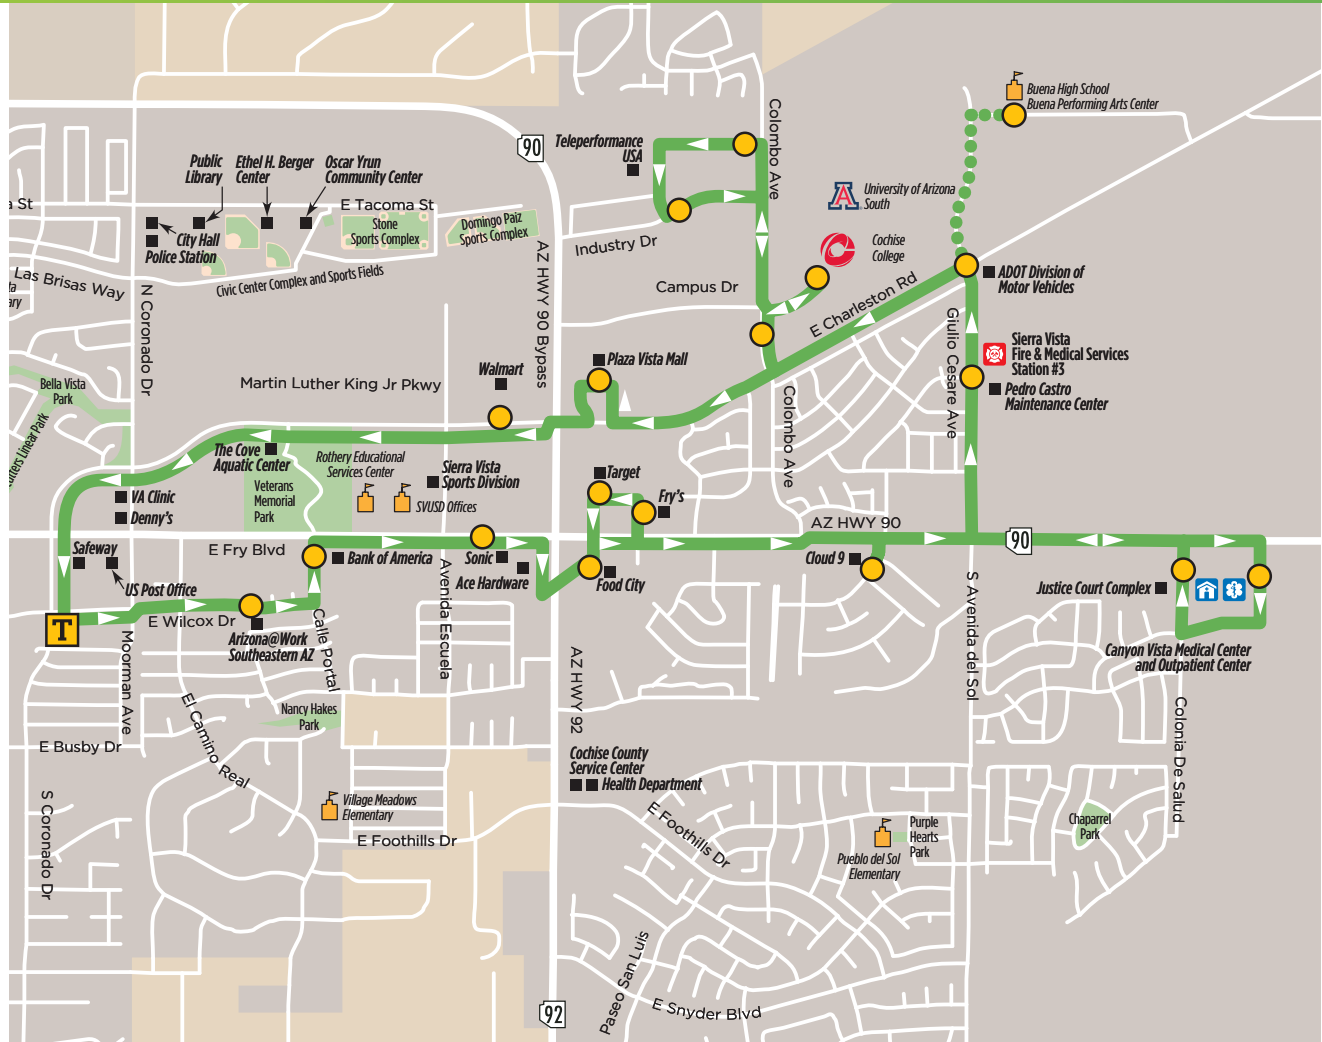 Buena High School
Buena Performing Arts Center
90
Teleperformance
USA
Colombo Ave
Public
Library
Ethel H. Berger
Center
Oscar Yrun
Community Center
A
University of Arizona
South
a St
E Tacoma St
Stone
Sports Complex
Domingo Paiz
Sports Complex
City Hall
Police Station
Industry Dr
Cochise
College
Civic Center Complex and Sports Fields
Las Brisas Way
ary
N Coronado Dr
AZ HWY 90 Bypass
Campus Dr
E Charleston Rd
ADOT Division of
Motor Vehicles
Giulio Cesare Ave
Sierra Vista
Fire & Medical Services
Station #3
Pedro Castro
Maintenance Center
Plaza Vista Mall
Walmart
Martin Luther King Jr Pkwy
Bella Vista
Park
Linear Park
Colombo Ave
The Cove
Aquatic Center
Rothery Educational
Services Center
Sierra Vista
Sports Division
SVUSD Offices
Veterans
Memorial
Park
VA Clinic
Denny's
Target
Fry's
AZ HWY 90
90
E Fry Blvd
Bank of America
Sonic
Ace Hardware
Food City
Cloud 9
Safeway
US Post Office
Justice Court Complex
T
E Wilcox Dr
Arizona@Work
Southeastern AZ
Calle Portal
Avenida Escuela
Moorman Ave
S Avenida del Sol
Canyon Vista Medical Center
and Outpatient Center
AZ HWY 92
El Camino Real
Nancy Hakes
Park
Colonia De Salud
E Busby Dr
Cochise County
Service Center
Health Department
S Coronado Dr
Village Meadows
Elementary
E Foothills Dr
E Foothills Dr
Purple
Hearts
Park
Pueblo del Sol
Elementary
Chaparrel
Park
Paseo San Luis
E Snyder Blvd
92